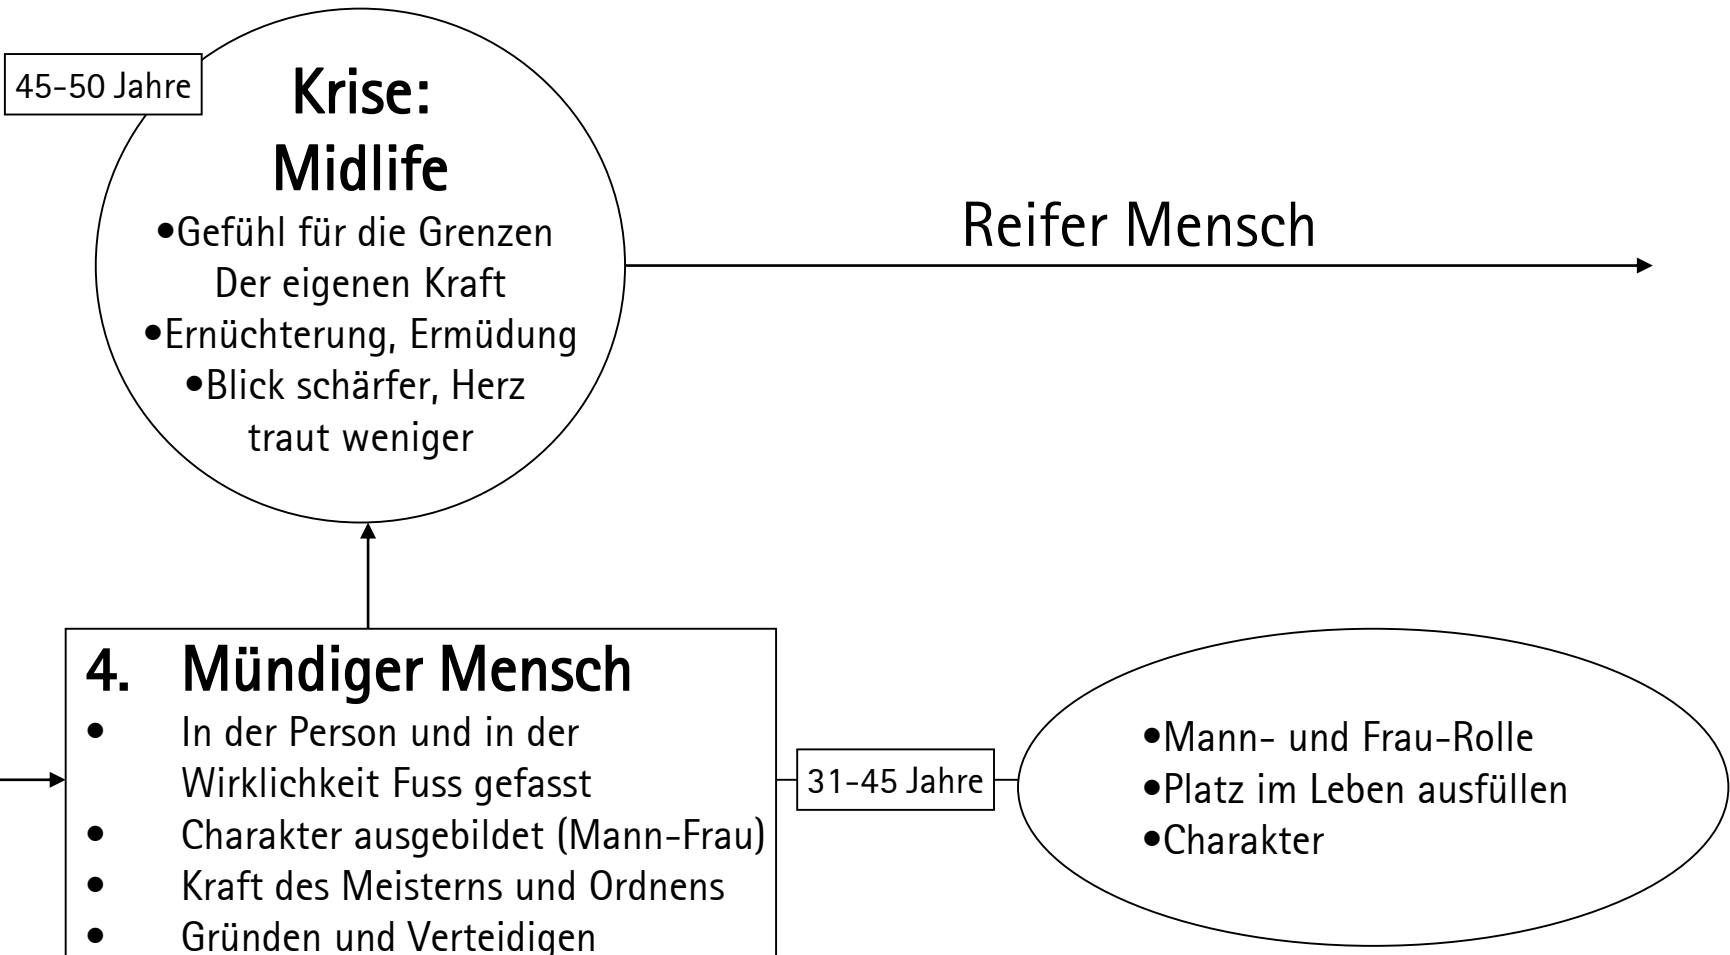 45-50 Jahre
Krise:
Midlife
•Gefühl für die Grenzen
Der eigenen Kraft
•Ernüchterung, Ermüdung
•Blick schärfer, Herz
traut weniger
Reifer Mensch
4. Mündiger Mensch
• In der Person und in der
Wirklichkeit Fuss gefasst
• Charakter ausgebildet (Mann-Frau)
• Kraft des Meisterns und Ordnens
• Gründen und Verteidigen
31-45 Jahre
•Mann- und Frau-Rolle
•Platz im Leben ausfüllen
•Charakter